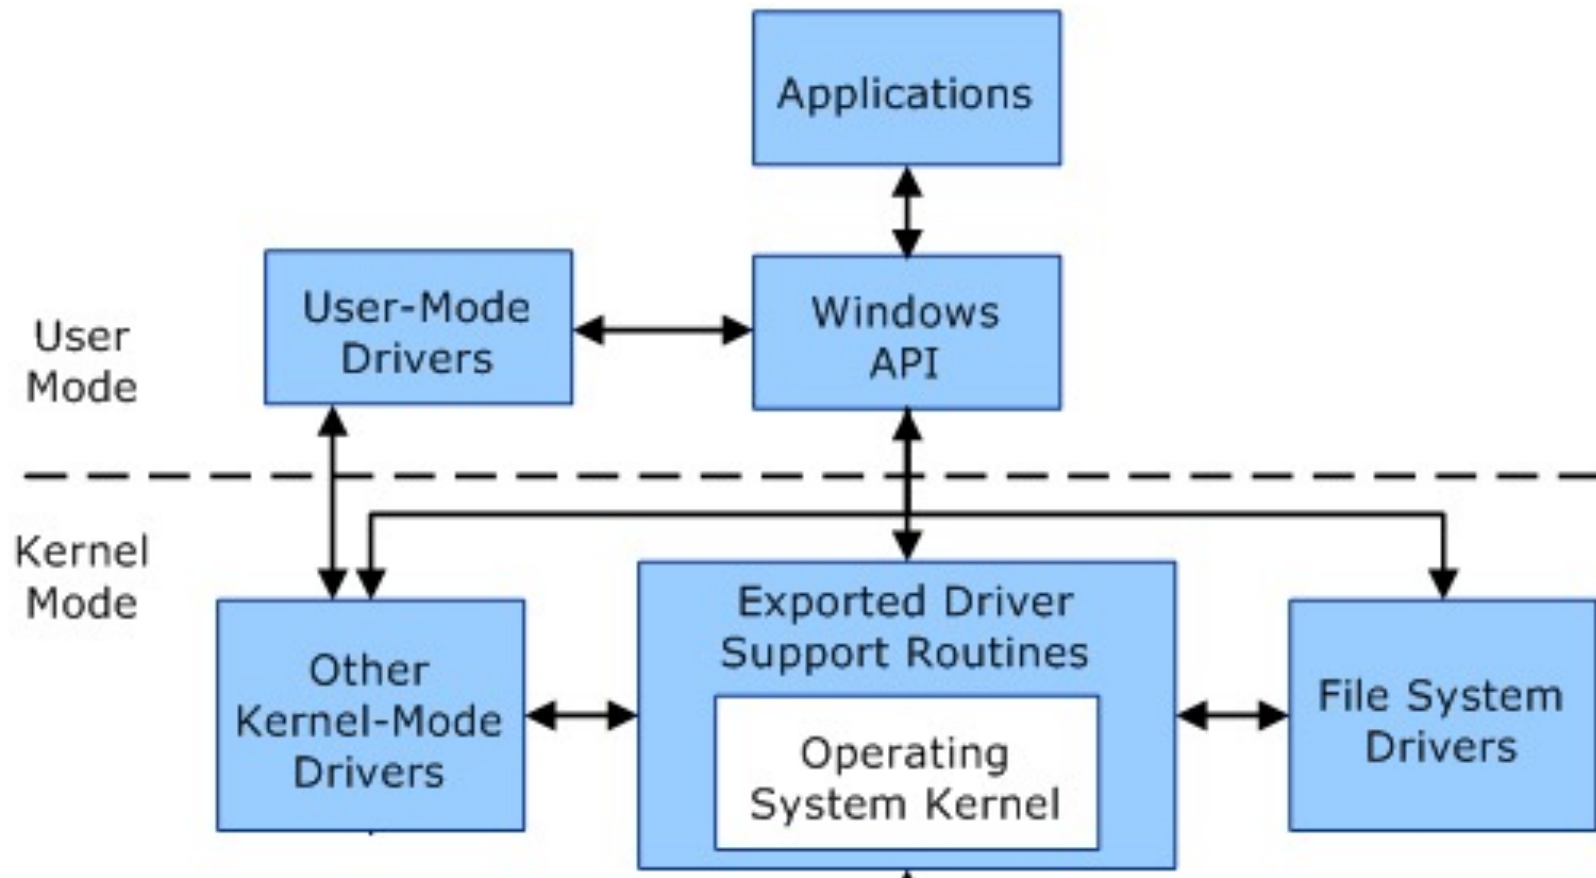 Applications
User-Mode
Drivers
Windows
API
User
Mode
Kernel
Mode
Other
Kernel-Mode
Drivers
Exported Driver
Support Routines
Operating
System Kernel
File System
Drivers